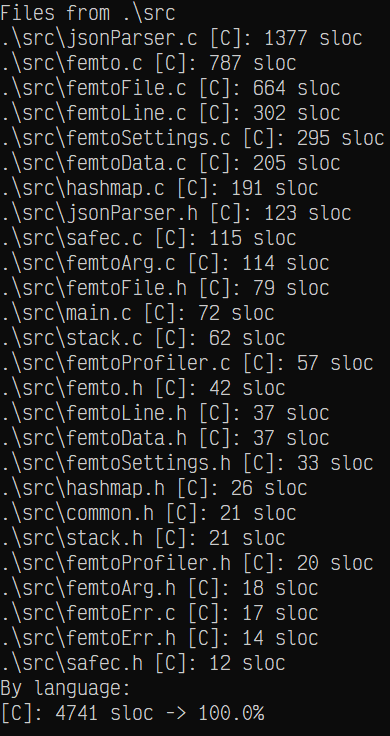 Files from .\src
.\src\jsonParser.c [C]: 1377 sloc
.\src\femto.c [C]: 787 sloc
.\src\femtoFile.c [C]: 664 sloc
.\src\femtoLine.c [C]: 302 sloc
.\src\femtoSettings.c [C]: 295 sloc
.\src\femtoData.c [C]: 205 sloc
.\src\hashmap.c [C]: 191 sloc
.\src\jsonParser.h [C]: 123 sloc
.\src\safec.c [C]: 115 sloc
.\src\femtoArg.c [C]: 114 sloc
.\src\femtoFile.h [C]: 79 sloc
.\src\main.c [C]: 72 sloc
.\src\stack.c [C]: 62 sloc
.\src\femtoProfiler.c [C]: 57 sloc
.\src\femto.h [C]: 42 sloc
.\src\femtoLine.h [C]: 37 sloc
.\src\femtoData.h [C]: 37 sloc
.\src\femtoSettings.h [C]: 33 sloc
.\src\hashmap.h [C]: 26 sloc
.\src\common.h [C]: 21 sloc
.\src\stack.h [C]: 21 sloc
.\src\femtoProfiler.h [C]: 20 sloc
.\src\femtoArg.h [C]: 18 sloc
.\src\femtoErr.c [C]: 17 sloc
.\src\femtoErr.h [C]: 14 sloc
.\src\safec.h [C]: 12 sloc
By language:
[C]: 4741 sloc -> 100.0%